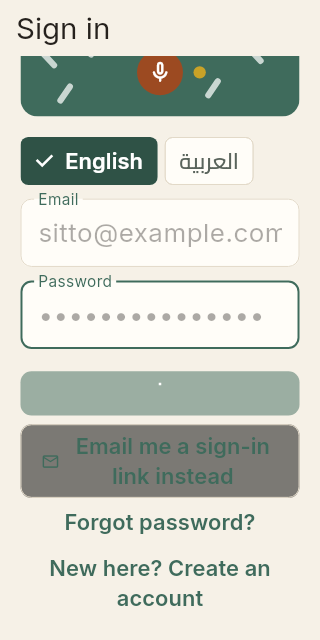 Sign in
English
العربية
Email
sitto@example.com
Password
Email me a sign-in
link instead
Forgot password?
New here? Create an
account